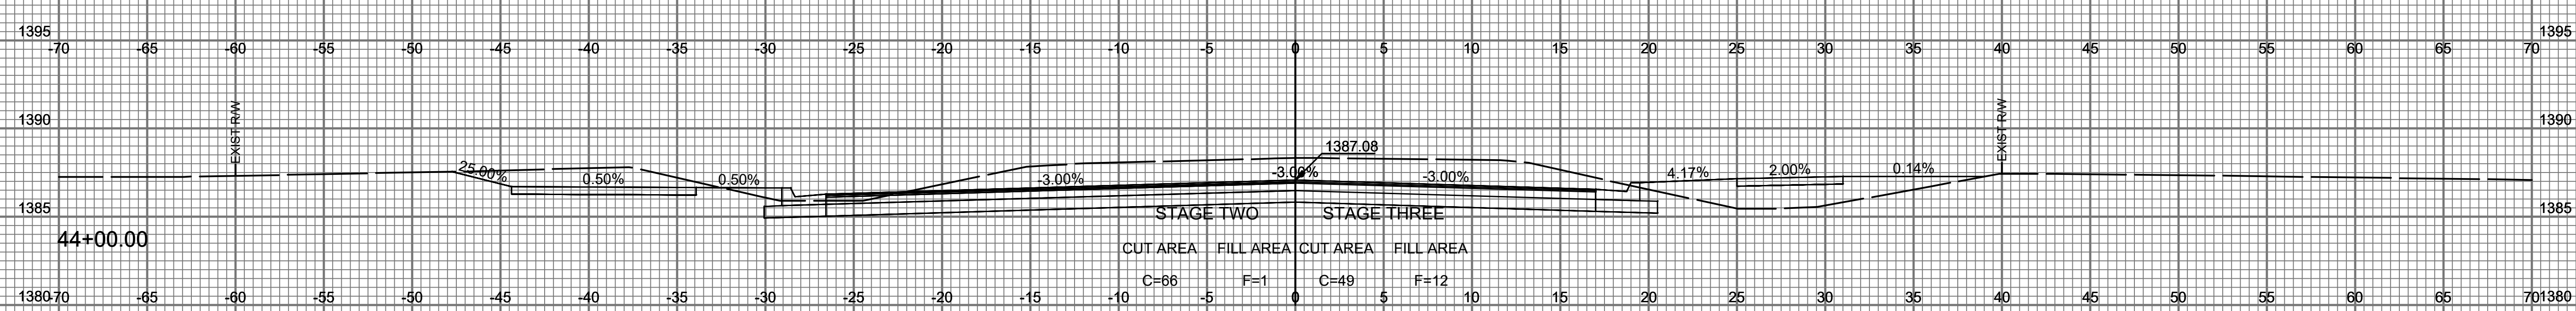 1395 1395
-70 -65 -60 -55 -50 -45 -40 -35 -30 -25 -20 -15 -10 -5 0 5 10 15 20 25 30 35 40 45 50 55 60 65 70
EXIST R/W EXIST R/W
1390 1390
1387.08
25.00% 0.50% 0.50% -3.00% -3.00% -3.00% 4.17% 2.00% 0.14%
1385 1385
STAGE TWO STAGE THREE
44+00.00
CUT AREA FILL AREA CUT AREA FILL AREA
C=66 F=1 C=49 F=12
1380 -70 -65 -60 -55 -50 -45 -40 -35 -30 -25 -20 -15 -10 -5 0 5 10 15 20 25 30 35 40 45 50 55 60 65 70 1380